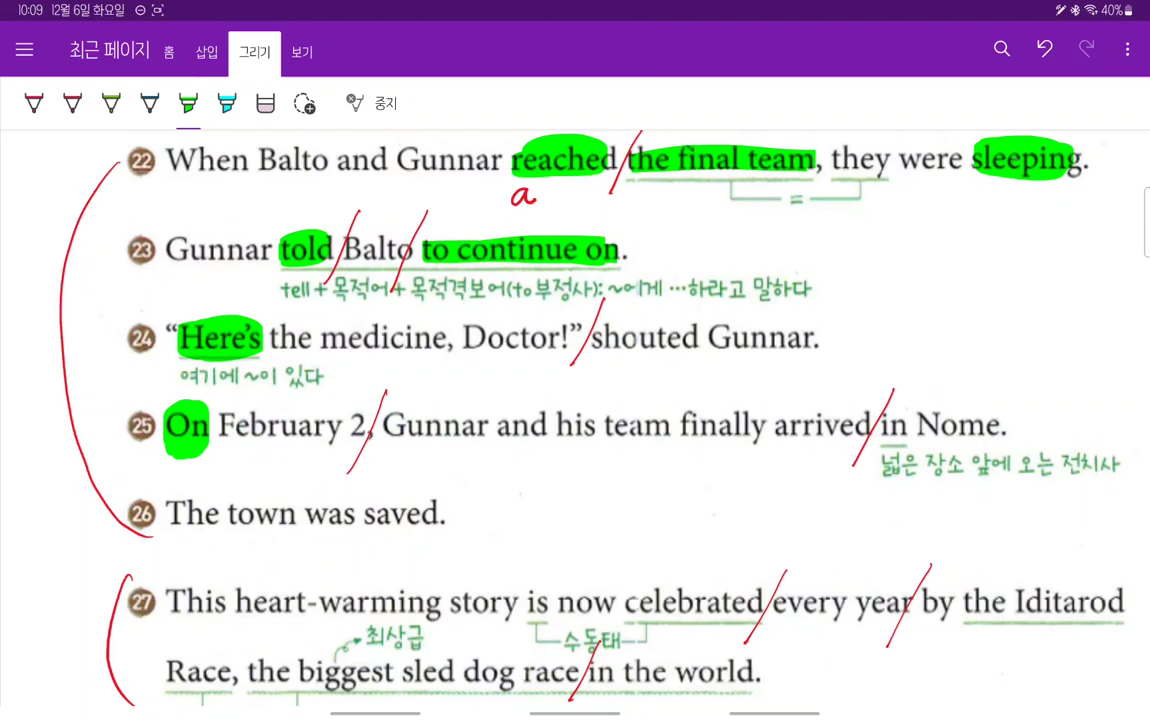 10:09 12월 6일 화요일 40%
최근 페이지 홈 삽입 그리기 보기
중지
22 When Balto and Gunnar reached the final team, they were sleeping.
a =
23 Gunnar told Balto to continue on.
tell + 목적어 + 목적격보어(to부정사): ~에게 …하라고 말하다
24 “Here’s the medicine, Doctor!” shouted Gunnar.
여기에 ~이 있다
25 On February 2, Gunnar and his team finally arrived in Nome.
넓은 장소 앞에 오는 전치사
26 The town was saved.
27 This heart-warming story is now celebrated every year by the Iditarod
최상급 수동태
Race, the biggest sled dog race in the world.